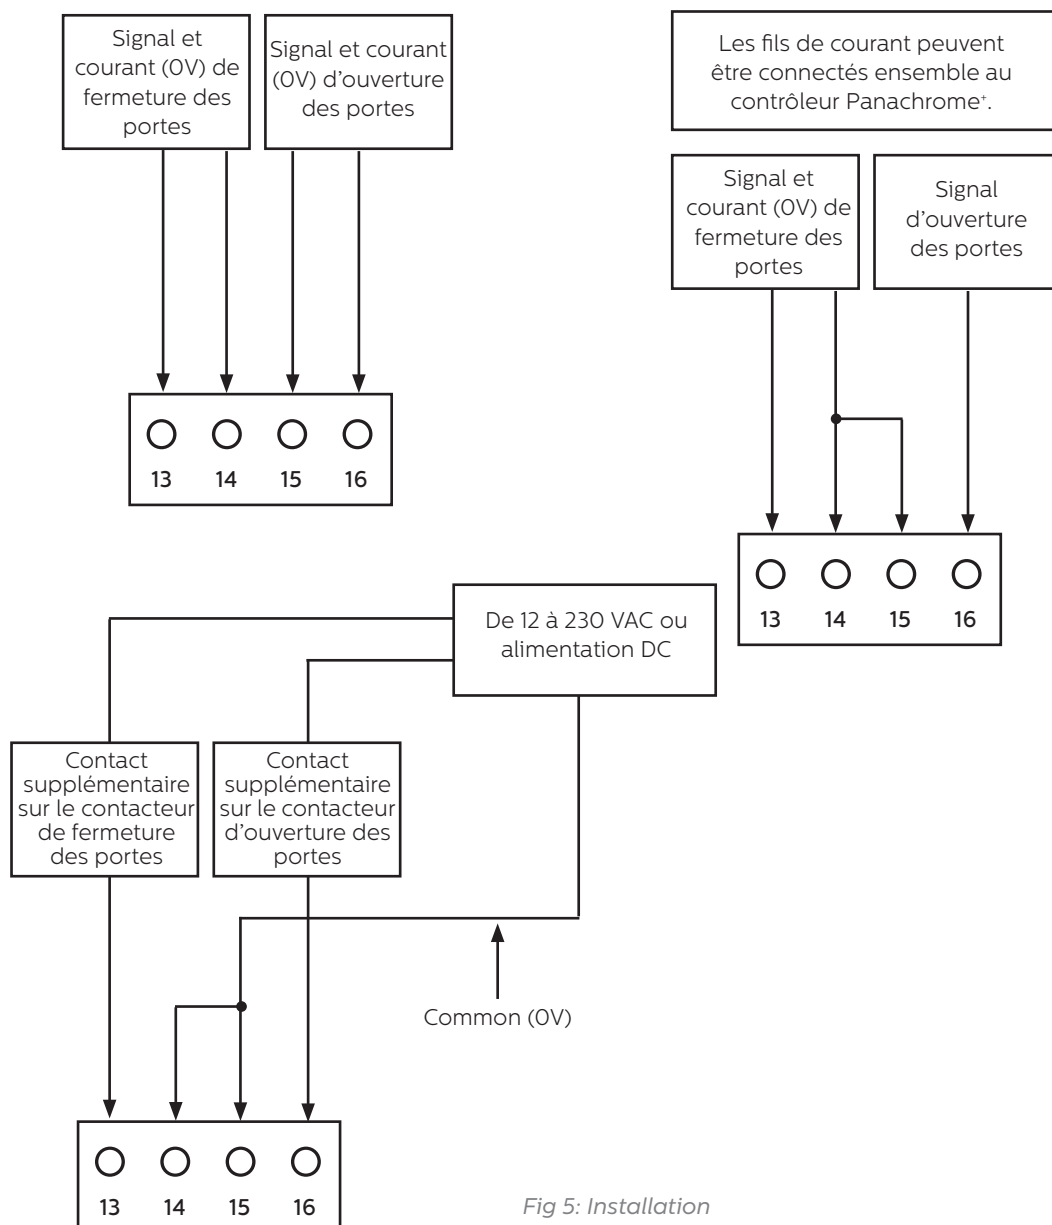 Signal et
courant (0V) de
fermeture des
portes
Signal et courant
(0V) d'ouverture
des portes
13 14 15 16
Les fils de courant peuvent
être connectés ensemble au
contrôleur Panachrome⁺.
Signal et
courant (0V) de
fermeture des
portes
Signal
d'ouverture
des portes
13 14 15 16
De 12 à 230 VAC ou
alimentation DC
Contact
supplémentaire
sur le contacteur
de fermeture
des portes
Contact
supplémentaire
sur le contacteur
d'ouverture des
portes
Common (0V)
13 14 15 16
Fig 5: Installation